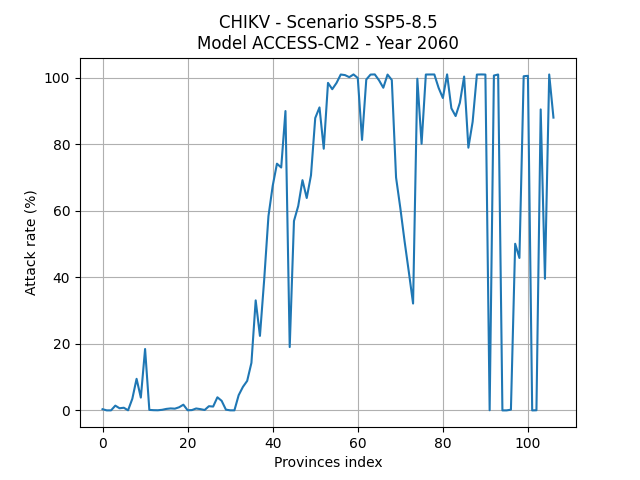 CHIKV - Scenario SSP5-8.5
Model ACCESS-CM2 - Year 2060
Attack rate (%)
100
80
60
40
20
0
0 20 40 60 80 100
Provinces index